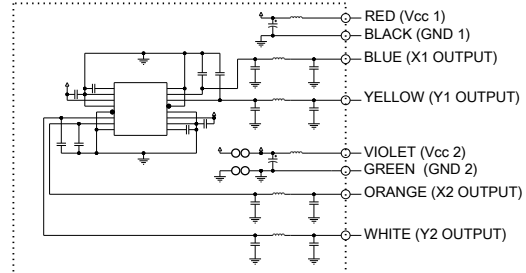 RED (Vcc 1)
BLACK (GND 1)
BLUE (X1 OUTPUT)
YELLOW (Y1 OUTPUT)
VIOLET (Vcc 2)
GREEN (GND 2)
ORANGE (X2 OUTPUT)
WHITE (Y2 OUTPUT)